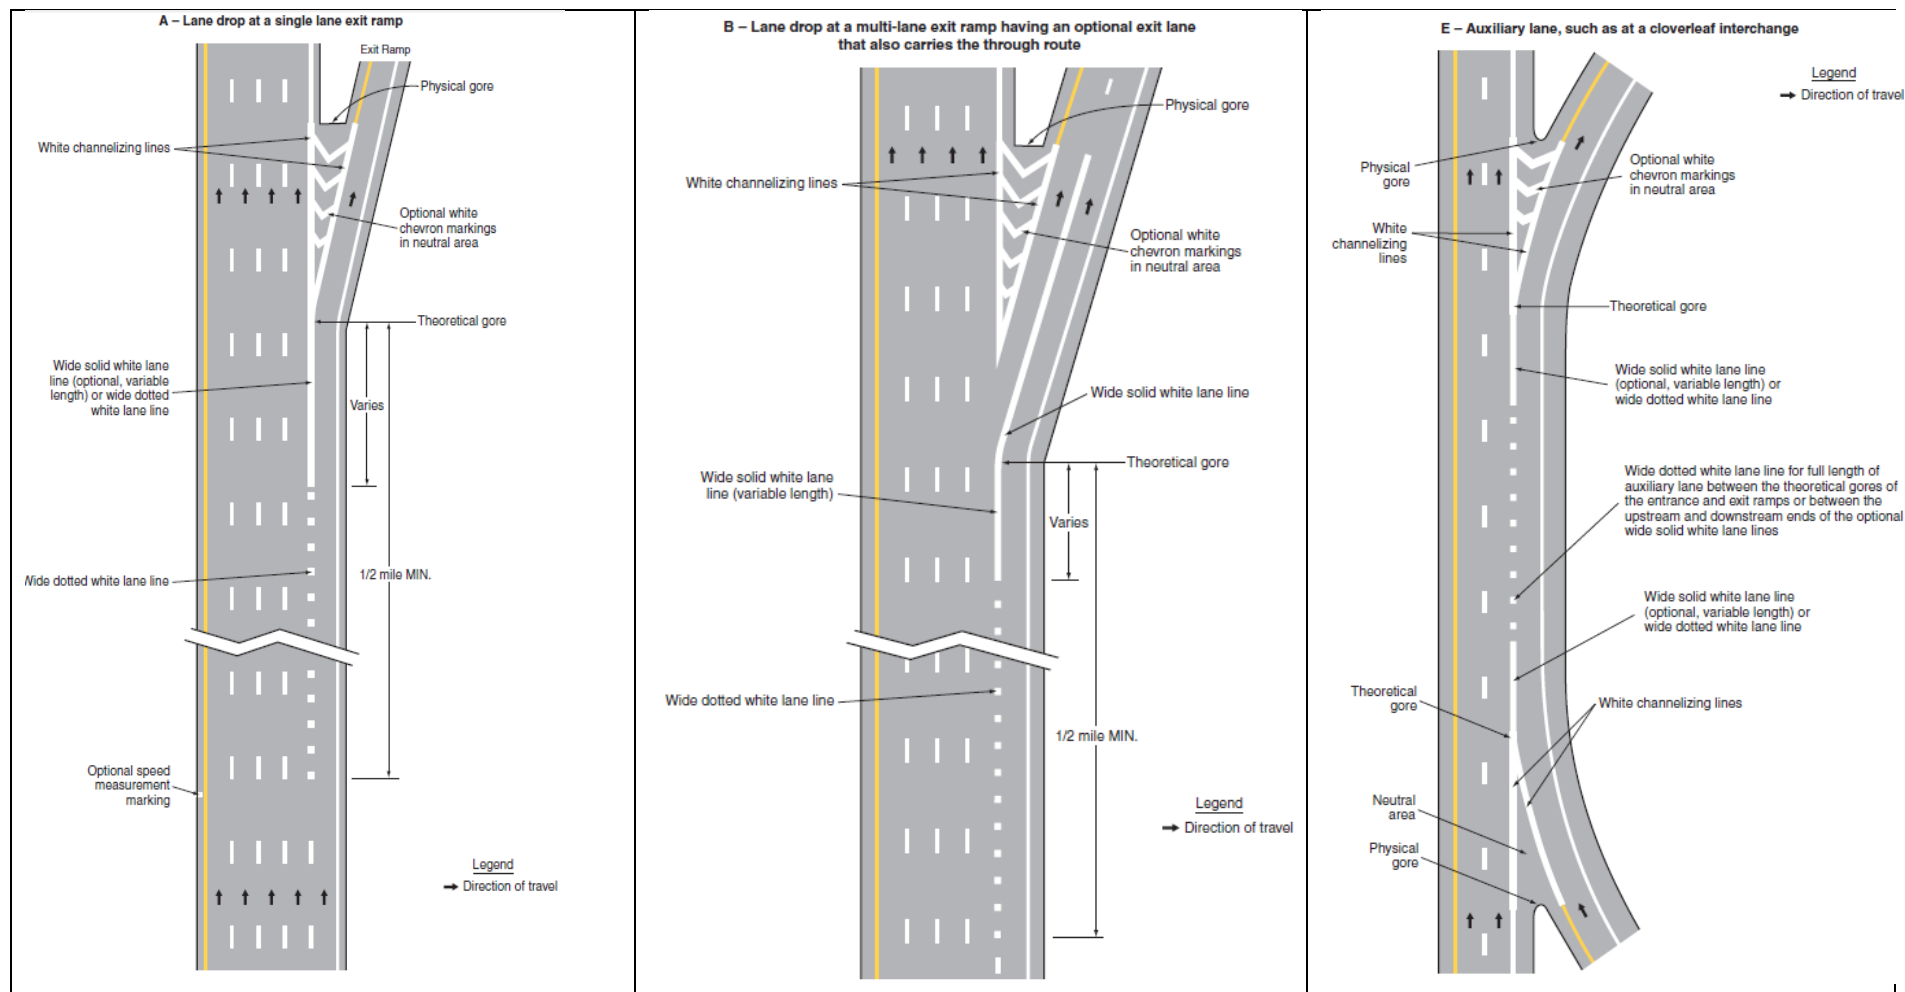 A – Lane drop at a single lane exit ramp
Exit Ramp
Physical gore
White channelizing lines
Optional white
chevron markings
in neutral area
Theoretical gore
Wide solid white lane
line (optional, variable
length) or wide dotted
white lane line
Varies
Wide dotted white lane line
1/2 mile MIN.
Optional speed
measurement
marking
Legend
Direction of travel
B – Lane drop at a multi-lane exit ramp having an optional exit lane
that also carries the through route
Physical gore
White channelizing lines
Optional white
chevron markings
in neutral area
Wide solid white lane line
Theoretical gore
Wide solid white lane
line (variable length)
Varies
Wide dotted white lane line
1/2 mile MIN.
Legend
Direction of travel
E – Auxiliary lane, such as at a cloverleaf interchange
Legend
Direction of travel
Physical
gore
Optional white
chevron markings
in neutral area
White
channelizing
lines
Theoretical gore
Wide solid white lane line
(optional, variable length) or
wide dotted white lane line
Wide dotted white lane line for full length of
auxiliary lane between the theoretical gores of
the entrance and exit ramps or between the
upstream and downstream ends of the optional
wide solid white lane lines
Wide solid white lane line
(optional, variable length) or
wide dotted white lane line
Theoretical
gore
White channelizing lines
Neutral
area
Physical
gore